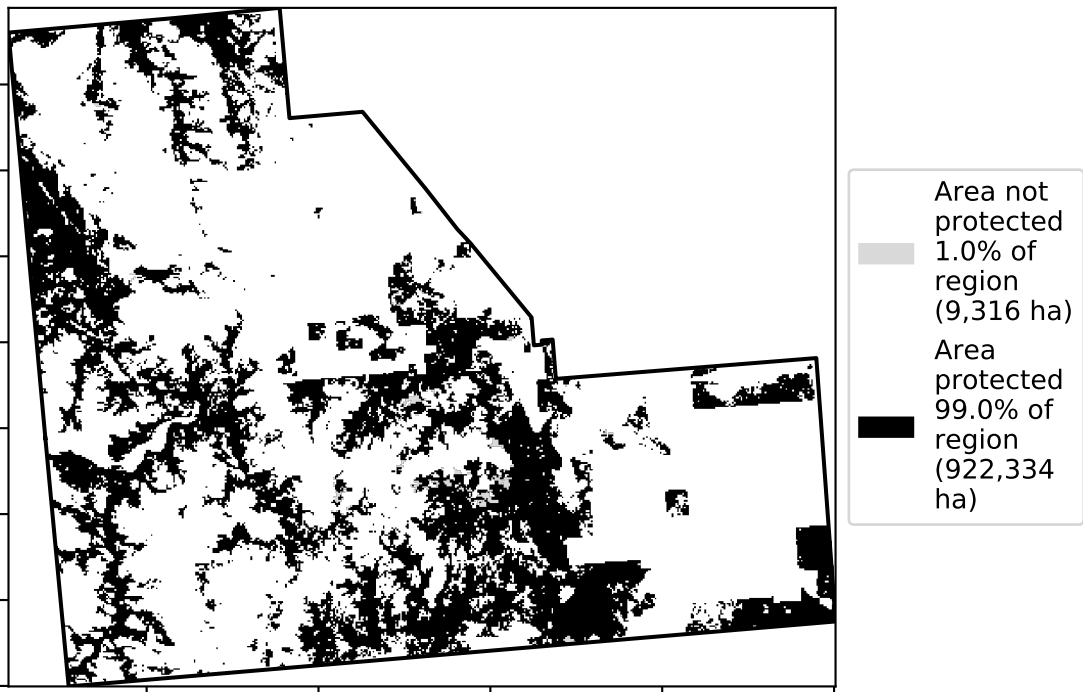 Area not
protected
1.0% of
region
(9,316 ha)
Area
protected
99.0% of
region
(922,334
ha)